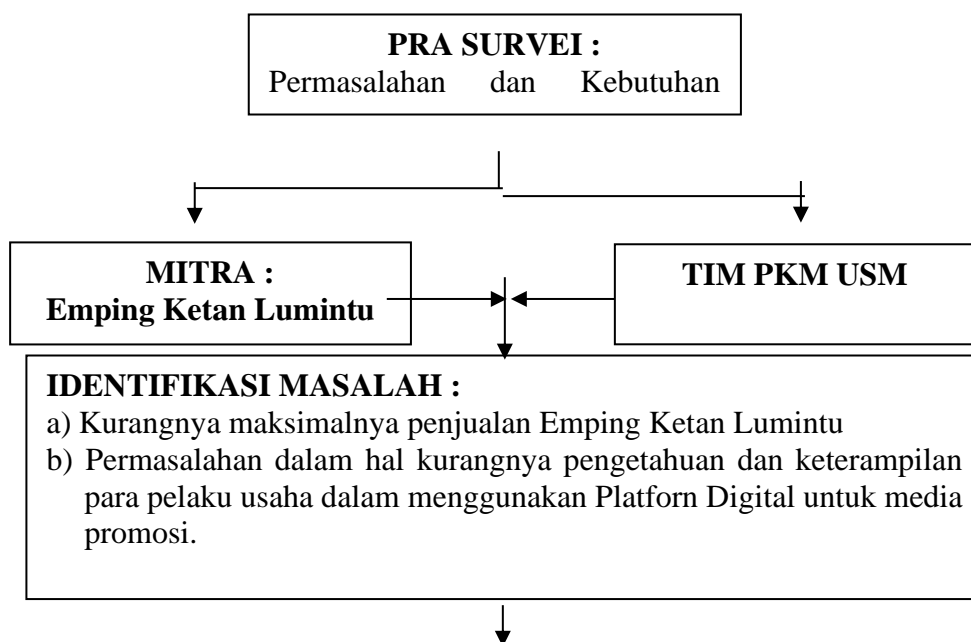 PRA SURVEI :
Permasalahan dan Kebutuhan
MITRA :
Emping Ketan Lumintu
TIM PKM USM
IDENTIFIKASI MASALAH :
a) Kurangnya maksimalnya penjualan Emping Ketan Lumintu
b) Permasalahan dalam hal kurangnya pengetahuan dan keterampilan
para pelaku usaha dalam menggunakan Platforn Digital untuk media
promosi.